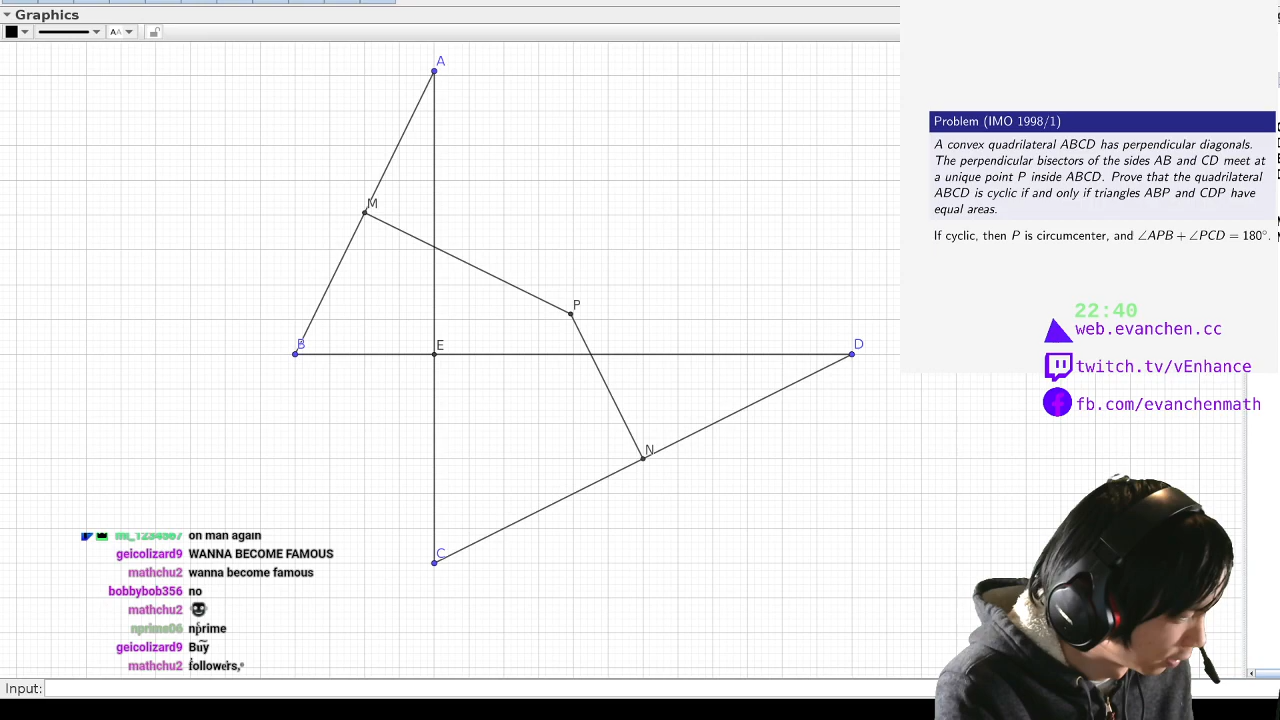 Graphics
AA
Problem (IMO 1998/1)
A convex quadrilateral ABCD has perpendicular diagonals.
The perpendicular bisectors of the sides AB and CD meet at
a unique point P inside ABCD. Prove that the quadrilateral
ABCD is cyclic if and only if triangles ABP and CDP have
equal areas.
If cyclic, then P is circumcenter, and ∠APB + ∠PCD = 180°.
22:40
web.evanchen.cc
twitch.tv/vEnhance
fb.com/evanchenmath
A
M
P
B
E
D
N
C
on man again
geicolizard9 WANNA BECOME FAMOUS
mathchu2 wanna become famous
bobbybob356 no
mathchu2
nprime06 nprime
geicolizard9 Buy
mathchu2 followers,
Input: